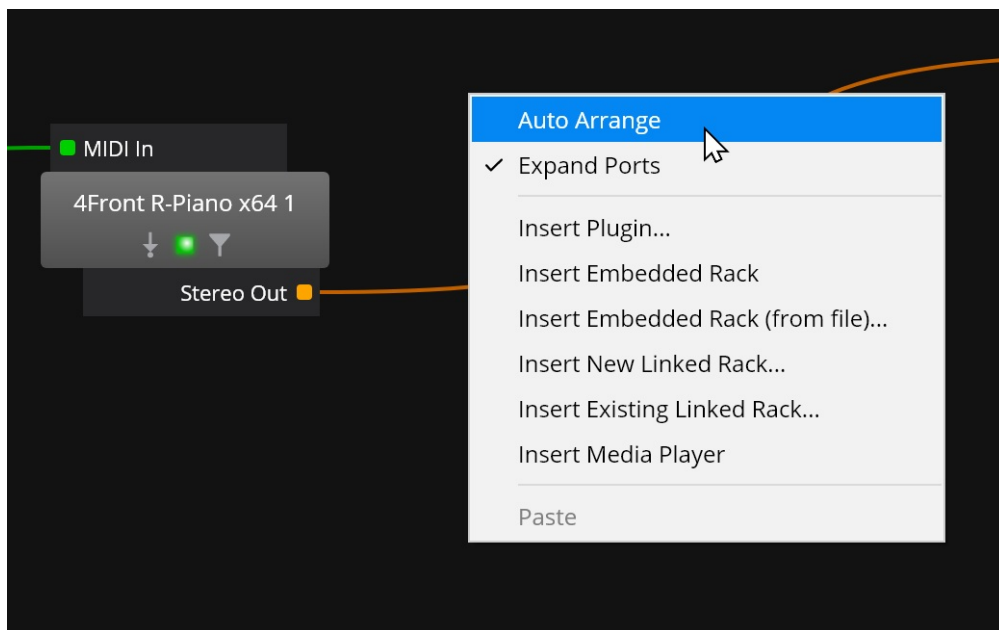 MIDI In
4Front R-Piano x64 1
Stereo Out
Auto Arrange
Expand Ports
Insert Plugin...
Insert Embedded Rack
Insert Embedded Rack (from file)...
Insert New Linked Rack...
Insert Existing Linked Rack...
Insert Media Player
Paste